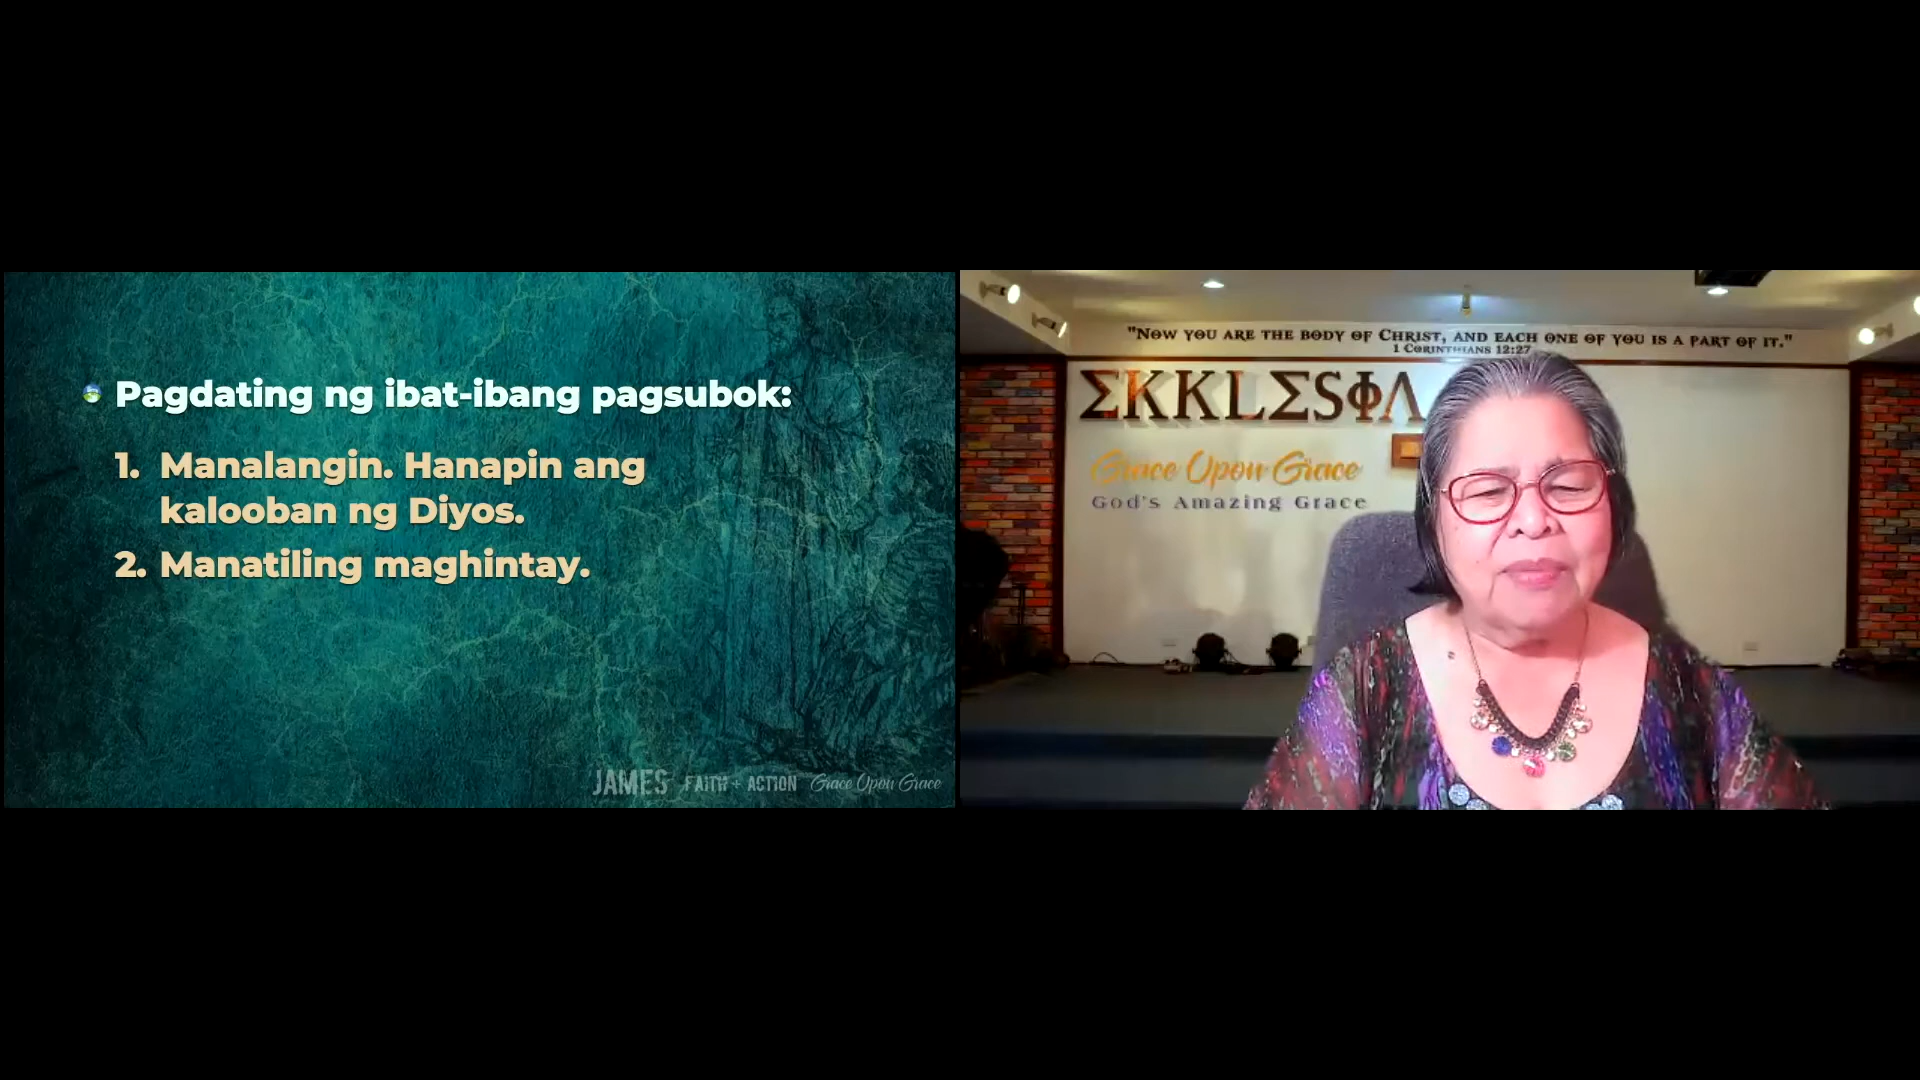 Pagdating ng ibat-ibang pagsubok:
1. Manalangin. Hanapin ang
kalooban ng Diyos.
2. Manatiling maghintay.
JAMES FAITH + ACTION Grace Upon Grace
"Now you are the body of Christ, and each one of you is a part of it."
1 Corinthians 12:27
ΣKKLΣSΦΛ
Grace Upon Grace
God's Amazing Grace